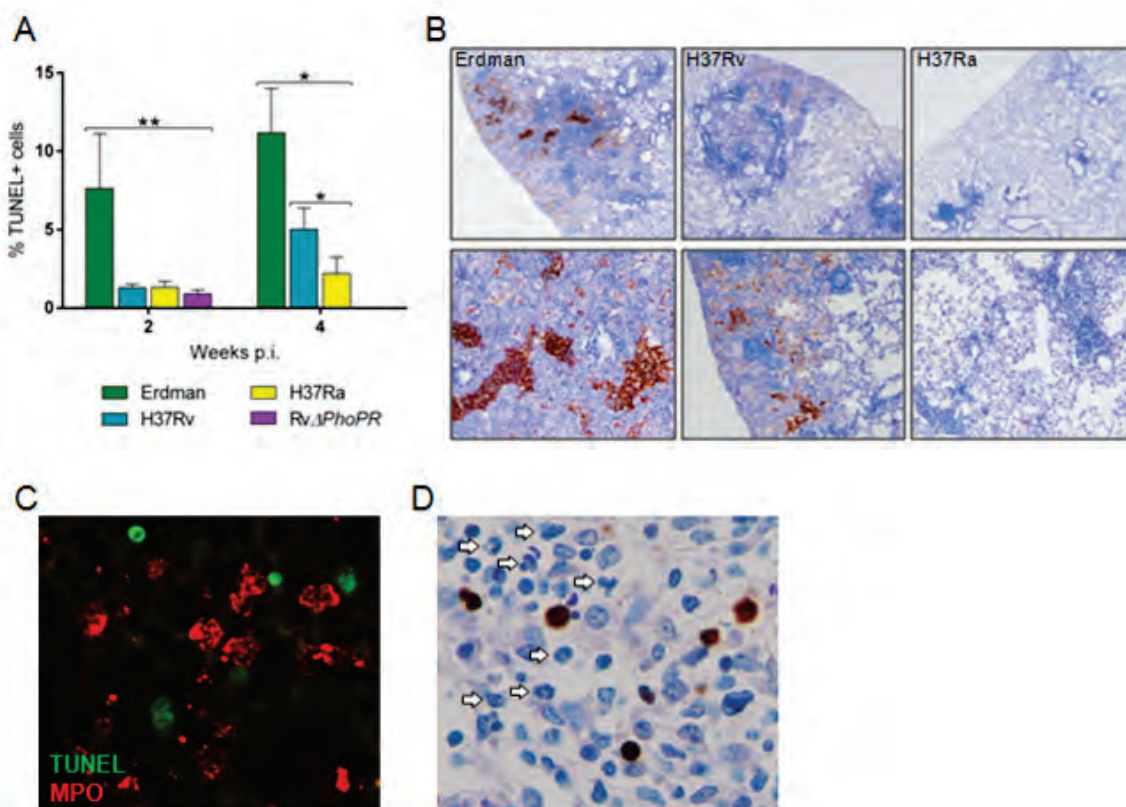 A
15
10
5
0
% TUNEL+ cells
★★
★
★
2
4
Weeks p.i.
Erdman
H37Ra
H37Rv
Rv.ΔPhoPR
B
Erdman
H37Rv
H37Ra
C
TUNEL
MPO
D